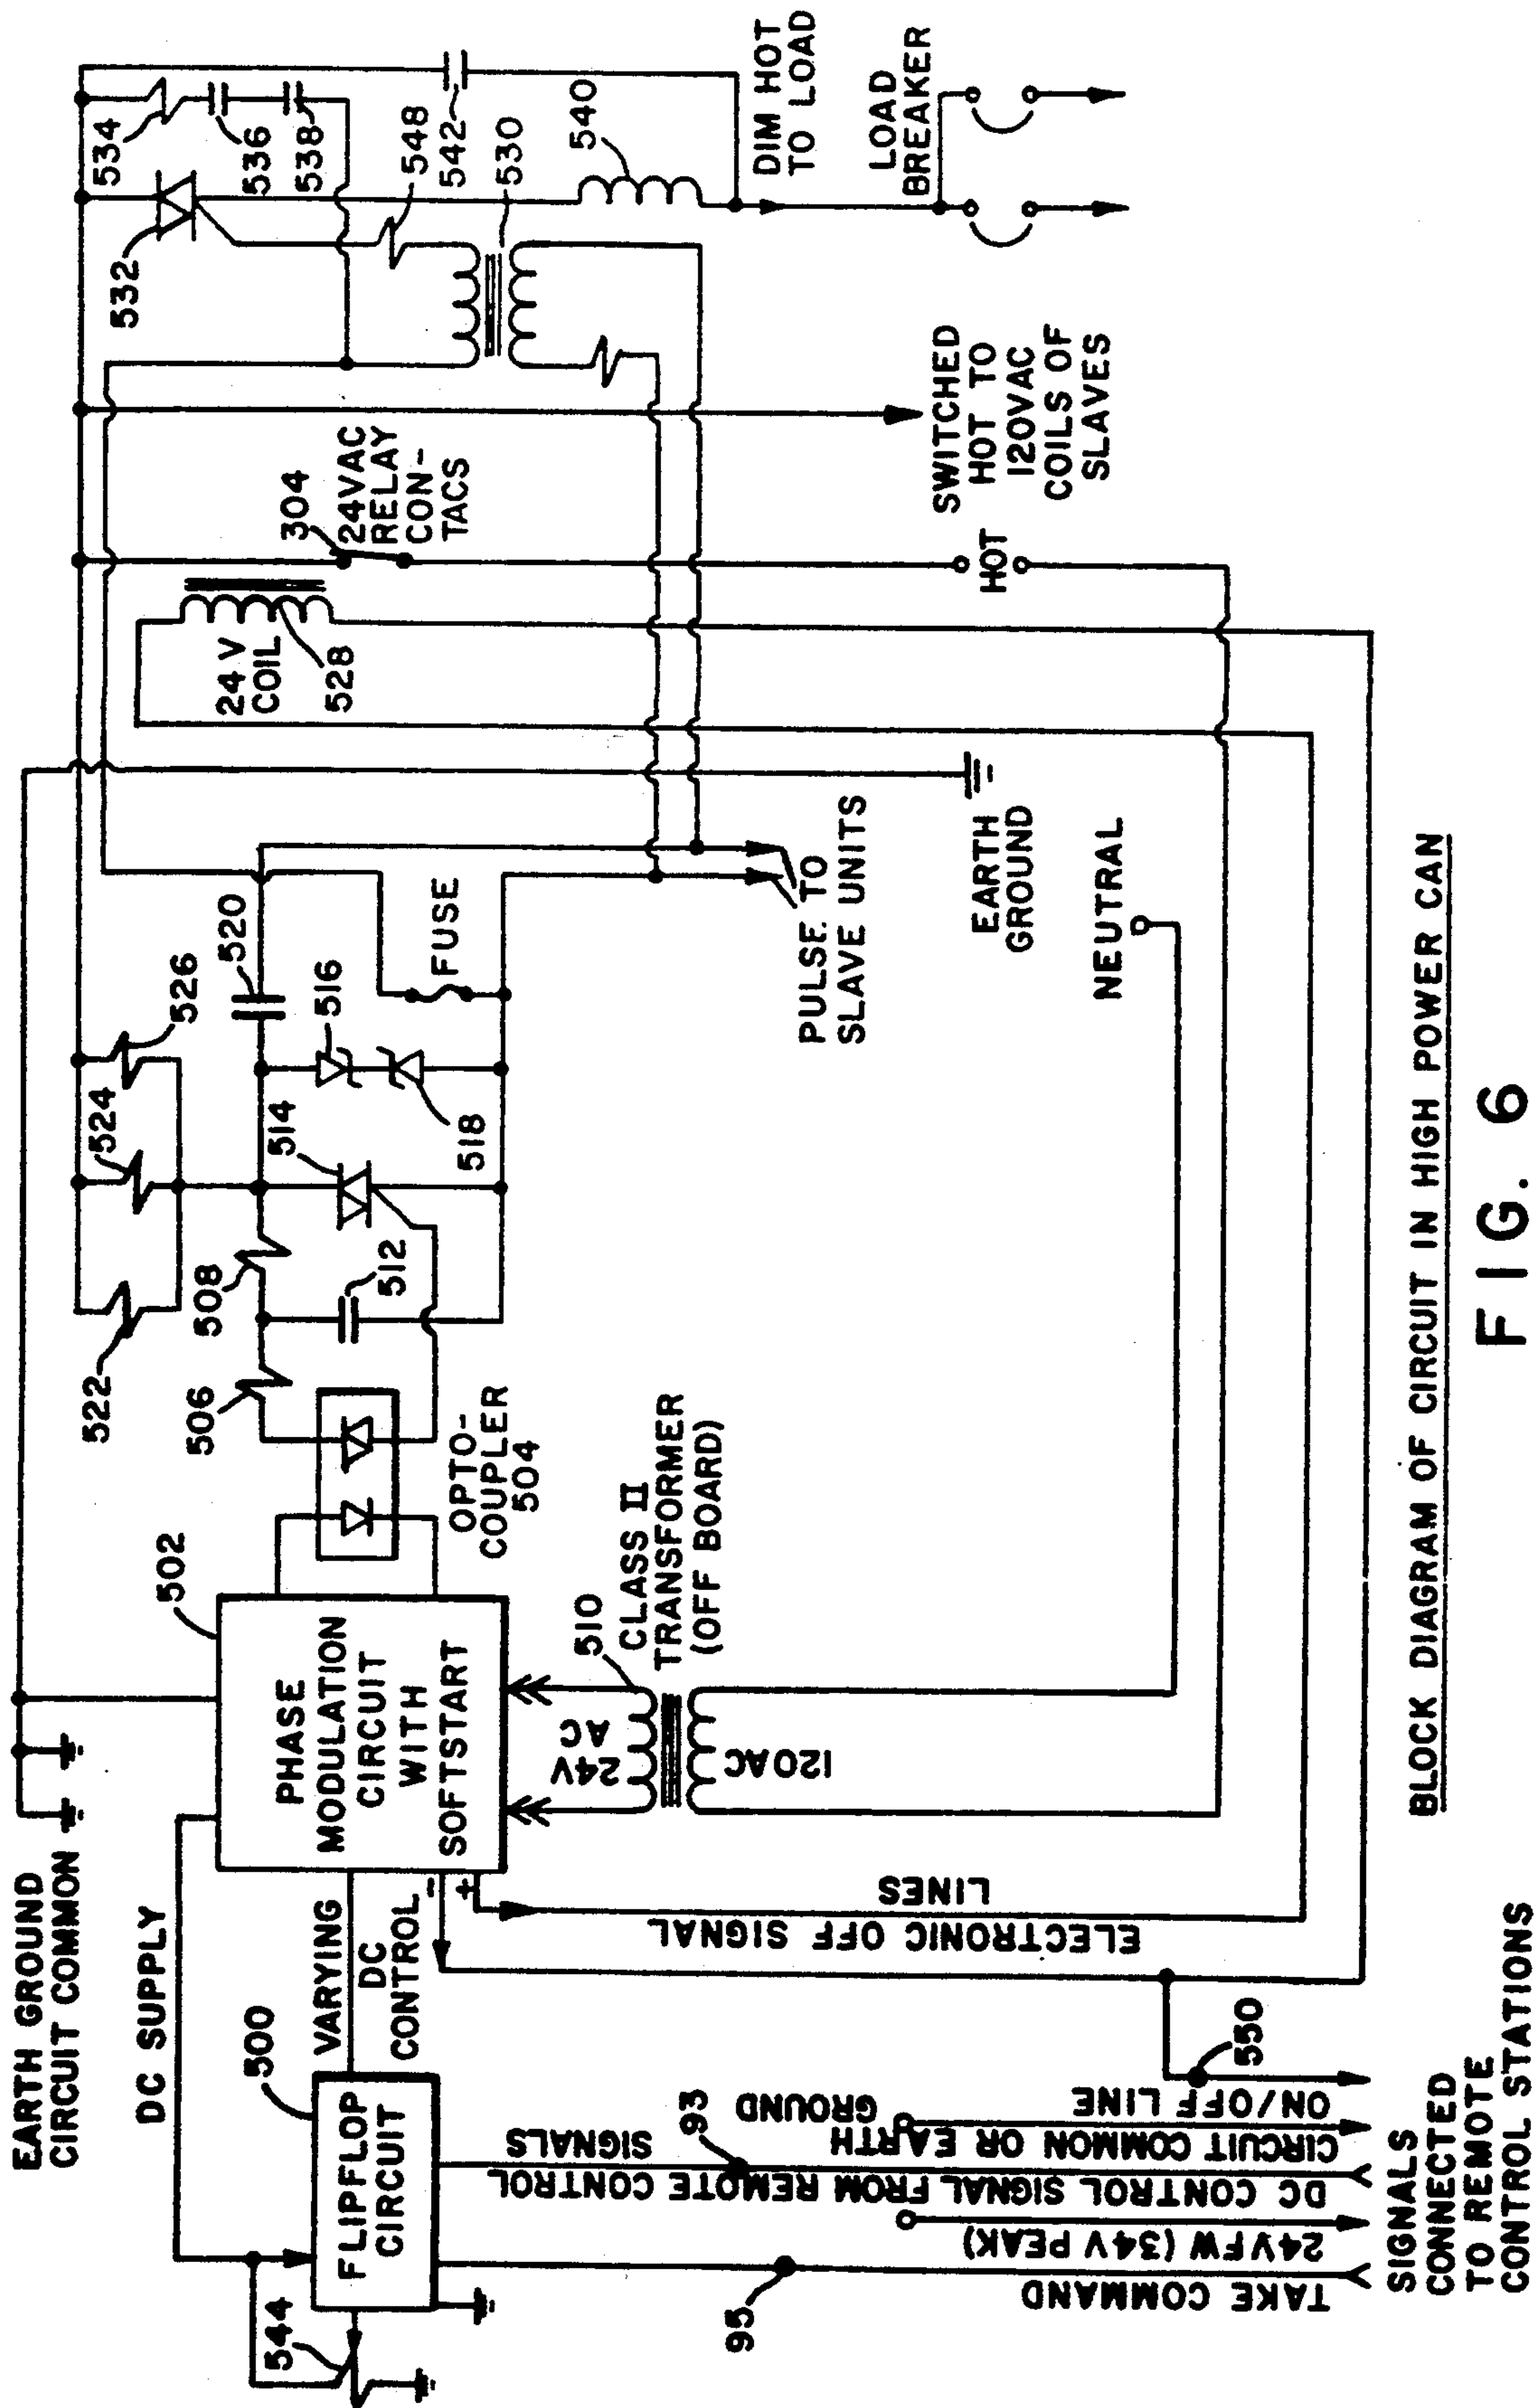 EARTH GROUND
CIRCUIT COMMON
DC SUPPLY
544
500
FLIPFLOP
CIRCUIT
VARYING
DC
CONTROL
502
PHASE
MODULATION
CIRCUIT
WITH
SOFTSTART
-
+
OPTO-
COUPLER
504
506
508
512
514
516
518
520
522
524
526
FUSE
24V
AC
510
CLASS II
TRANSFORMER
(OFF BOARD)
120AC
ELECTRONIC OFF SIGNAL
LINES
95
93
550
TAKE COMMAND
24VFW (34V PEAK)
DC CONTROL SIGNAL FROM REMOTE CONTROL
SIGNALS
CIRCUIT COMMON OR EARTH
GROUND
ON/OFF LINE
SIGNALS
CONNECTED
TO REMOTE
CONTROL STATIONS
PULSE TO
SLAVE UNITS
EARTH
GROUND
NEUTRAL
24V
COIL
528
304
24VAC
RELAY
CON-
TACS
HOT
SWITCHED
HOT TO
120VAC
COILS OF
SLAVES
532
534
536
538
548
542
530
540
DIM HOT
TO LOAD
LOAD
BREAKER
BLOCK DIAGRAM OF CIRCUIT IN HIGH POWER CAN
FIG. 6